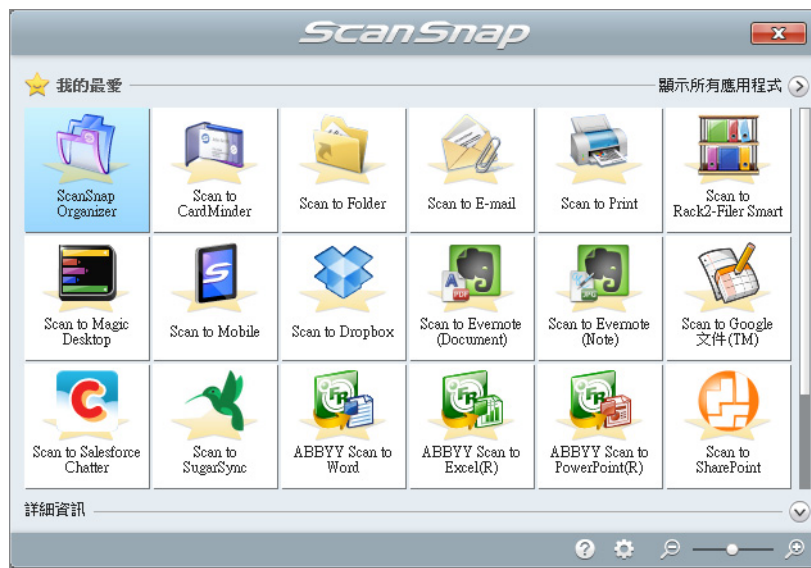 ScanSnap
我的最愛
顯示所有應用程式
ScanSnap
Organizer
Scan to
CardMinder
Scan to Folder
Scan to E-mail
Scan to Print
Scan to
Rack2-Filer Smart
Scan to Magic
Desktop
Scan to Mobile
Scan to Dropbox
Scan to Evernote
(Document)
Scan to Evernote
(Note)
Scan to Google
文件(TM)
Scan to Salesforce
Chatter
Scan to
SugarSync
ABBYY Scan to
Word
ABBYY Scan to
Excel(R)
ABBYY Scan to
PowerPoint(R)
Scan to
SharePoint
詳細資訊